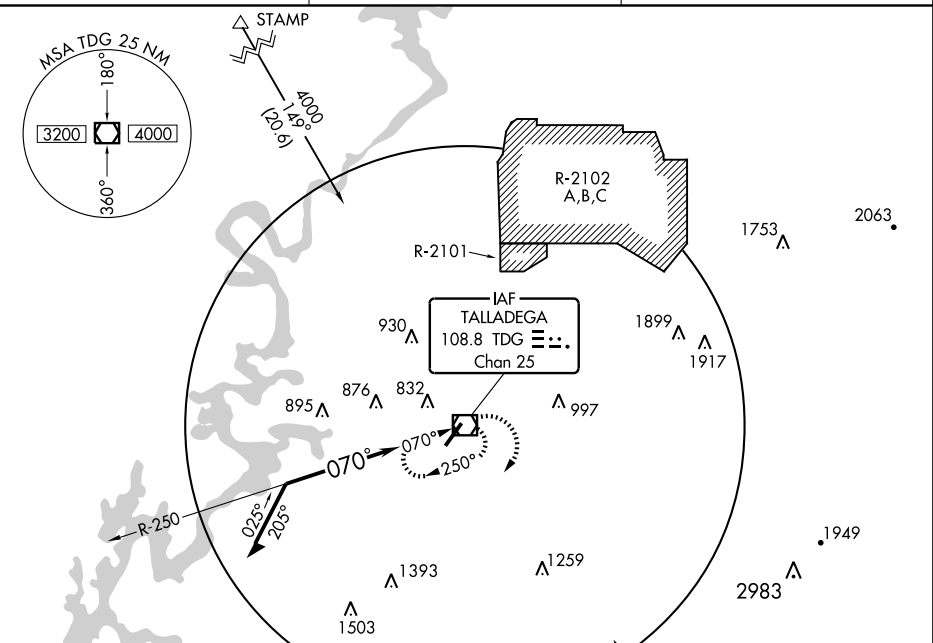 STAMP
MSA TDG 25 NM
180°
3200
4000
360°
4000
149°
(20.6)
R-2102
A,B,C
R-2101
1753
2063
IAF
TALLADEGA
108.8 TDG
Chan 25
930
1899
1917
895
876
832
997
070°
070°
250°
R-250
025°
205°
1393
1259
1503
1949
2983